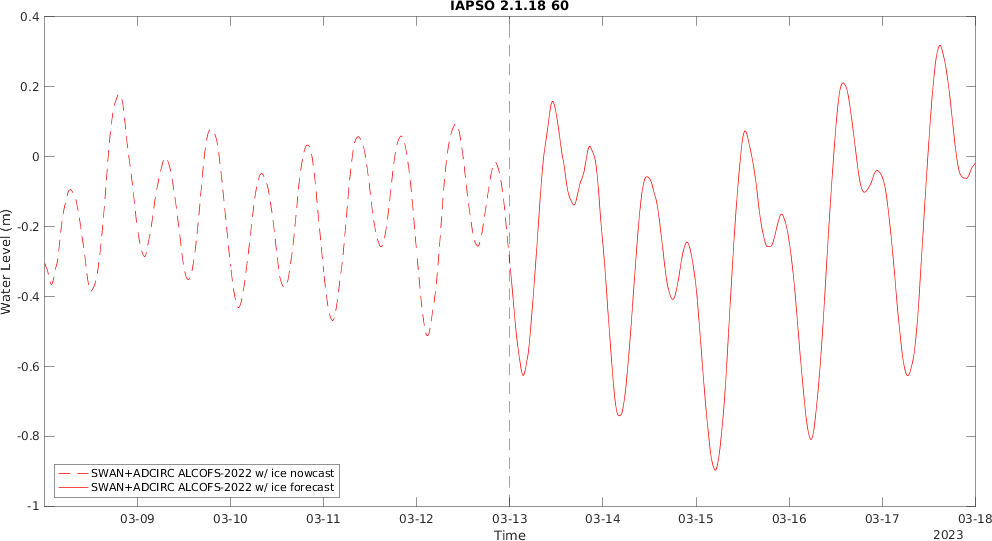 IAPSO 2.1.18 60
0.4
0.2
0
-0.2
-0.4
-0.6
-0.8
-1
Water Level (m)
SWAN+ADCIRC ALCOFS-2022 w/ ice nowcast
SWAN+ADCIRC ALCOFS-2022 w/ ice forecast
03-09 03-10 03-11 03-12 03-13 03-14 03-15 03-16 03-17 03-18
Time
2023